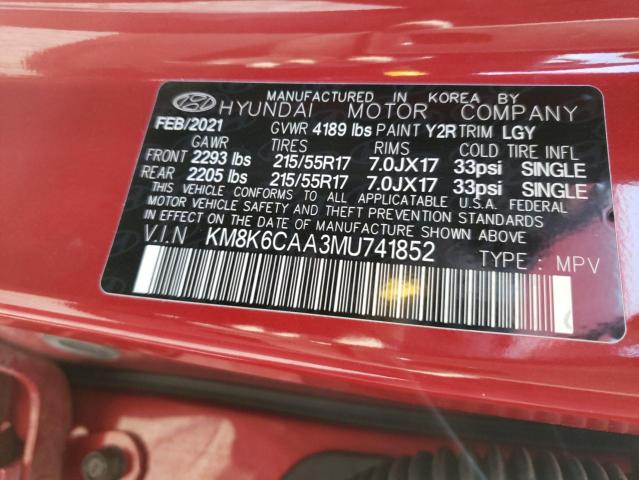 MANUFACTURED IN KOREA BY
HYUNDAI MOTOR COMPANY
FEB/2021 GVWR 4189 lbs PAINT Y2R TRIM LGY
GAWR TIRES RIMS COLD TIRE INFL
FRONT 2293 lbs 215/55R17 7.0JX17 33psi SINGLE
REAR 2205 lbs 215/55R17 7.0JX17 33psi SINGLE
THIS VEHICLE CONFORMS TO ALL APPLICABLE U.S.A. FEDERAL
MOTOR VEHICLE SAFETY AND THEFT PREVENTION STANDARDS
IN EFFECT ON THE DATE OF MANUFACTURE SHOWN ABOVE.
V.I.N KM8K6CAA3MU741852 TYPE : MPV